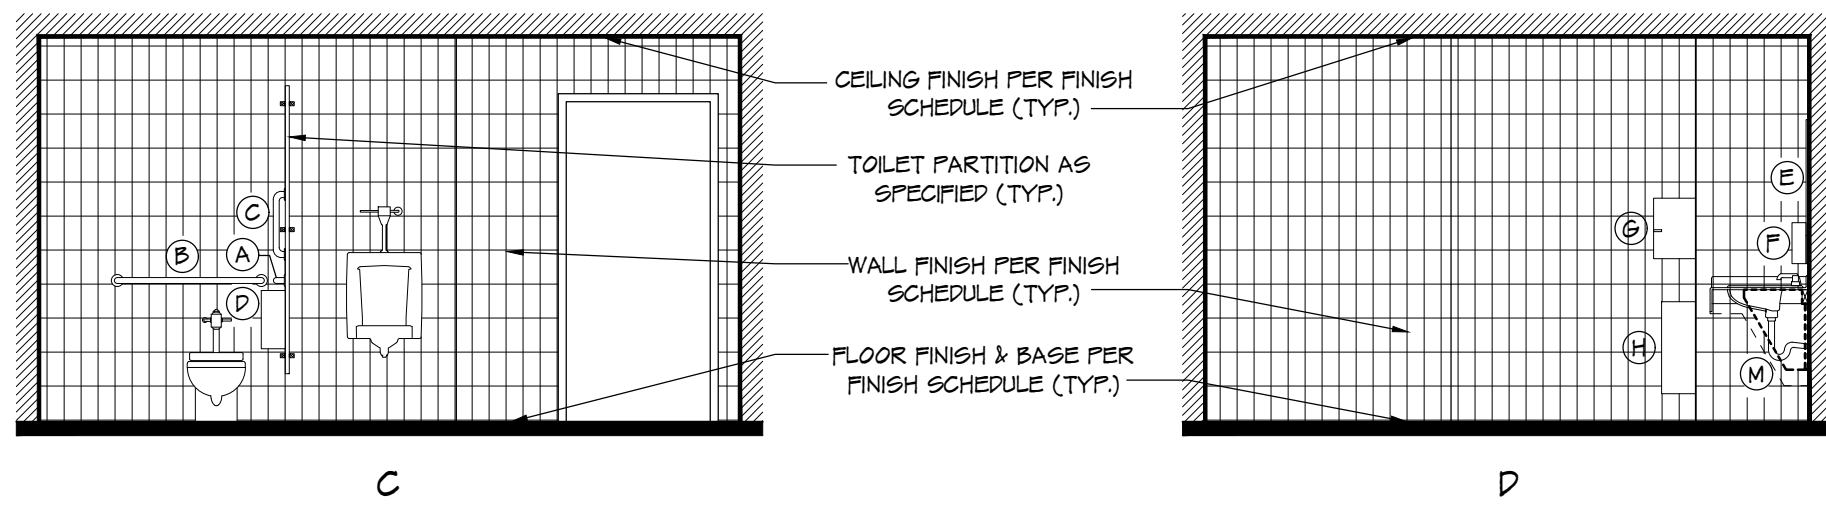 CEILING FINISH PER FINISH
SCHEDULE (TYP.)
TOILET PARTITION AS
SPECIFIED (TYP.)
WALL FINISH PER FINISH
SCHEDULE (TYP.)
FLOOR FINISH & BASE PER
FINISH SCHEDULE (TYP.)
C
B
A
D
E
G
F
H
M
C
D